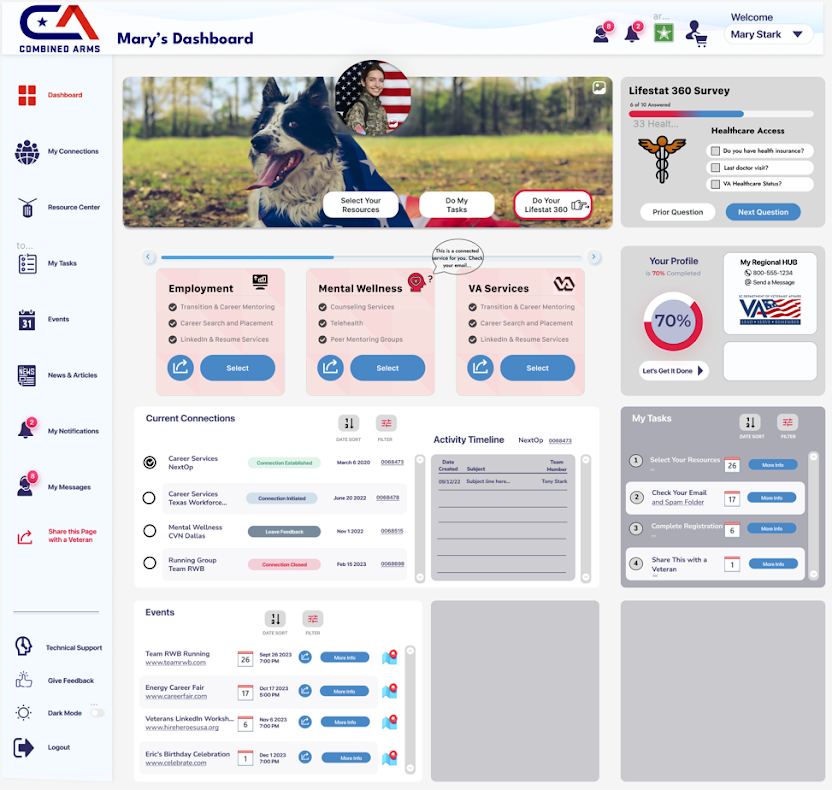 COMBINED ARMS
Mary's Dashboard
8
2
ar...
Welcome
Mary Stark
Dashboard
My Connections
Resource Center
to...
My Tasks
31
Events
NEWS
News & Articles
2
My Notifications
8
My Messages
Share this Page
with a Veteran
Technical Support
Give Feedback
Dark Mode
...
Logout
Select Your
Resources
Do My
Tasks
Do Your
Lifestat 360
Lifestat 360 Survey
6 of 10 Answered
33 Healt...
Healthcare Access
Do you have health insurance?
Last doctor visit?
VA Healthcare Status?
Prior Question
Next Question
This is a connected
service for you. Check
your email...
Employment
Transition & Career Mentoring
Career Search and Placement
LinkedIn & Resume Services
Select
Mental Wellness
?
Counseling Services
Telehealth
Peer Mentoring Groups
Select
VA Services
VA
Transition & Career Mentoring
Career Search and Placement
LinkedIn & Resume Services
Select
Your Profile
is 70% Completed
70%
Let's Get It Done
My Regional HUB
800-555-1234
@ Send a Message
DEPARTMENT OF VETERANS AFFAIRS
VA
LEAD • SERVE • REMEMBER
Current Connections
DATE SORT
FILTER
Career Services
NextOp
Connection Established
March 6 2020
0068473
Career Services
Texas Workforce...
Connection Initiated
June 20 2022
0068478
Mental Wellness
CVN Dallas
Leave Feedback
Nov 1 2022
0068515
Running Group
Team RWB
Connection Closed
Feb 15 2023
0068698
Activity Timeline
NextOp
0068473
Date
Created
Subject
Team
Member
09/12/22
Subject line here...
Tony Stark
My Tasks
DATE SORT
FILTER
1
Select Your Resources
...
26
More Info
2
Check Your Email
and Spam Folder
17
More Info
3
Complete Registration
...
6
More Info
4
Share This with a
Veteran
...
1
More Info
Events
DATE SORT
FILTER
Team RWB Running
www.teamrwb.com
26
Sept 26 2023
7:00 PM
More Info
Energy Career Fair
www.careerfair.com
17
Oct 17 2023
5:00 PM
More Info
Veterans LinkedIn Worksh...
www.hireheroesusa.org
6
Nov 6 2023
7:00 PM
More Info
Eric's Birthday Celebration
www.celebrate.com
1
Dec 1 2023
7:00 PM
More Info